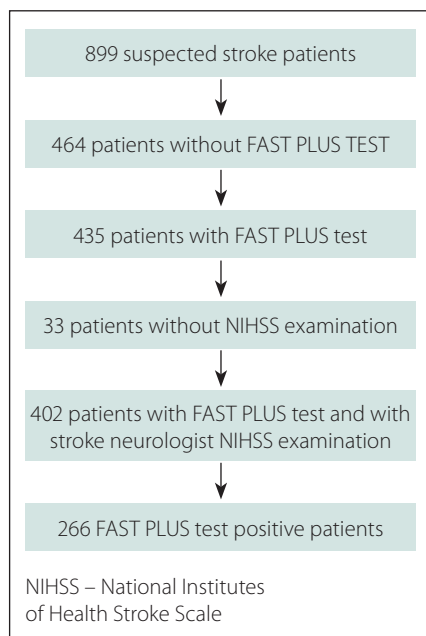 899 suspected stroke patients
464 patients without FAST PLUS TEST
435 patients with FAST PLUS test
33 patients without NIHSS examination
402 patients with FAST PLUS test and with
stroke neurologist NIHSS examination
266 FAST PLUS test positive patients
NIHSS – National Institutes
of Health Stroke Scale